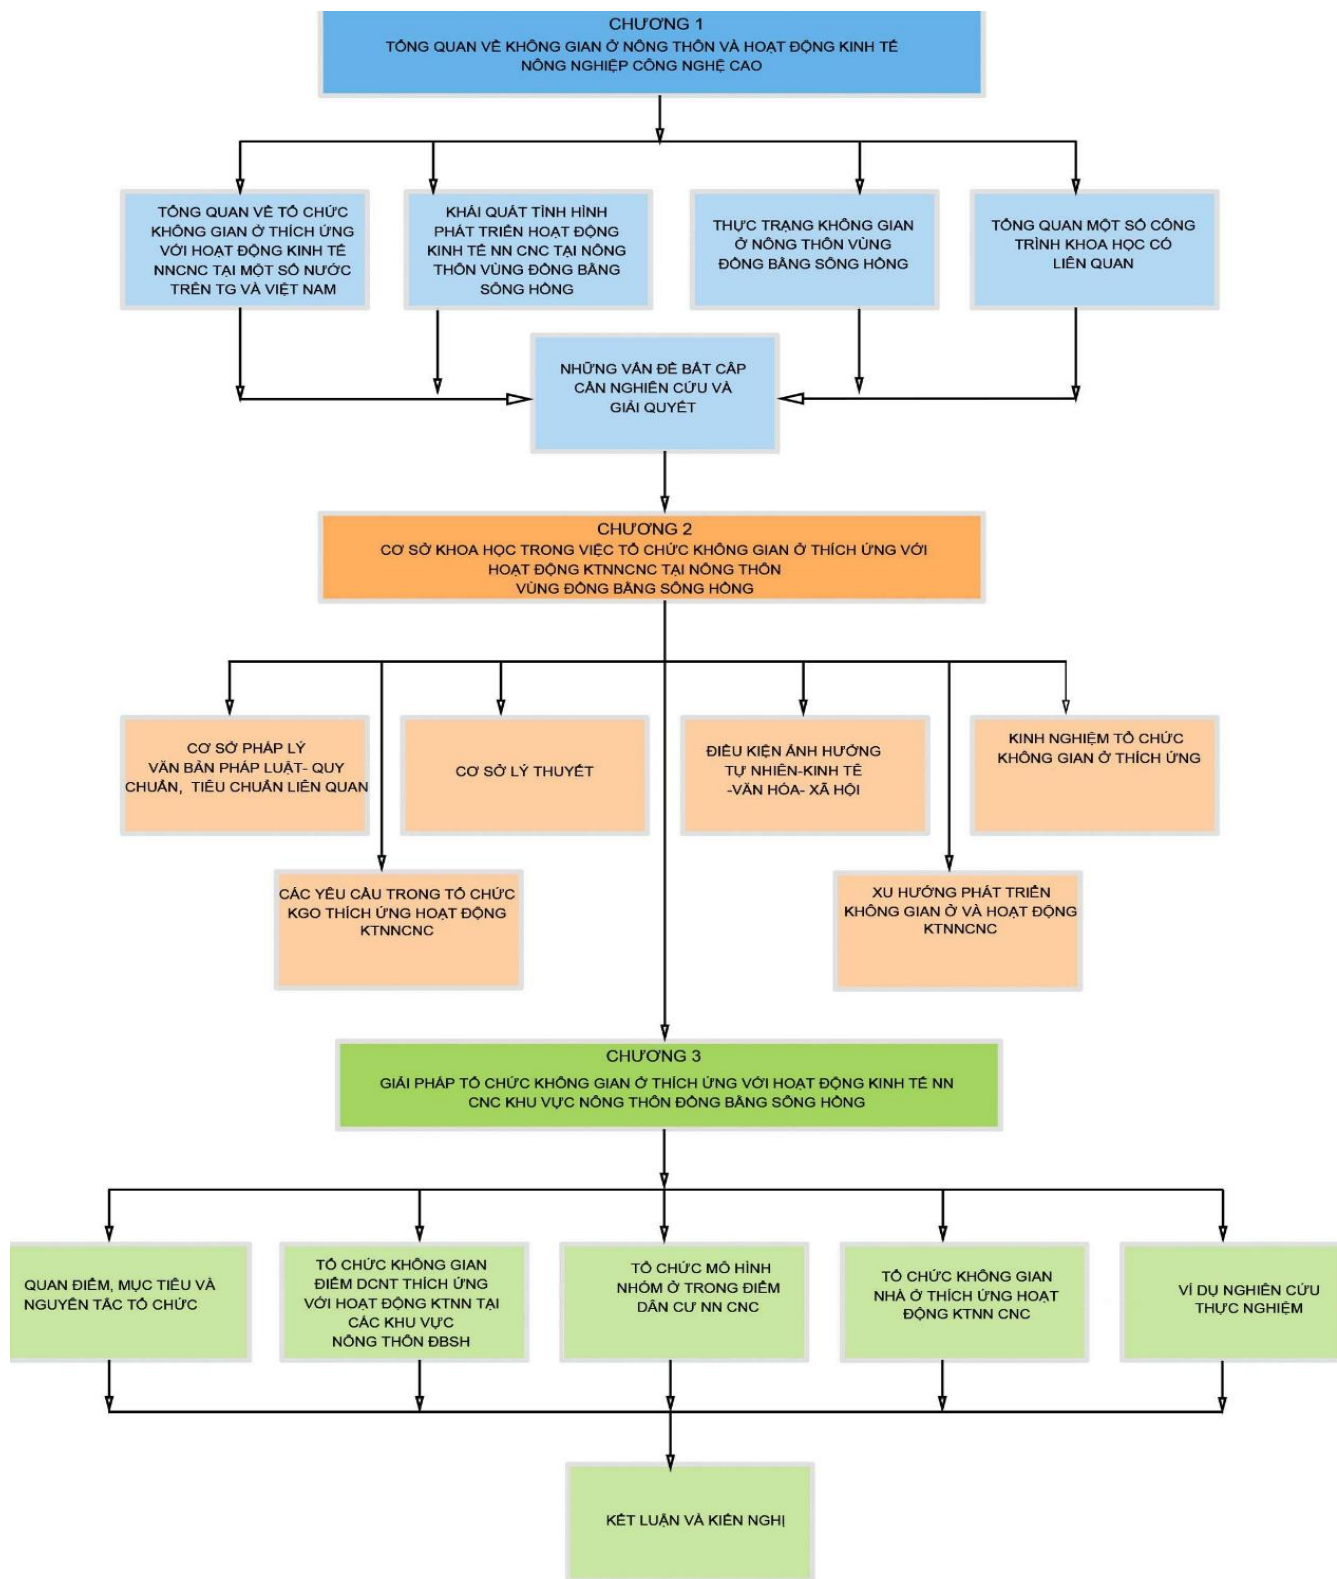 CHƯƠNG 1
TỔNG QUAN VỀ KHÔNG GIAN Ở NÔNG THÔN VÀ HOẠT ĐỘNG KINH TẾ
NÔNG NGHIỆP CÔNG NGHỆ CAO
TỔNG QUAN VỀ TỔ CHỨC
KHÔNG GIAN Ở THÍCH ỨNG
VỚI HOẠT ĐỘNG KINH TẾ
NNCNC TẠI MỘT SỐ NƯỚC
TRÊN TG VÀ VIỆT NAM
KHÁI QUÁT TÌNH HÌNH
PHÁT TRIỂN HOẠT ĐỘNG
KINH TẾ NN CNC TẠI NÔNG
THÔN VÙNG ĐỒNG BẰNG
SÔNG HỒNG
THỰC TRẠNG KHÔNG GIAN
Ở NÔNG THÔN VÙNG
ĐỒNG BẰNG SÔNG HỒNG
TỔNG QUAN MỘT SỐ CÔNG
TRÌNH KHOA HỌC CÓ
LIÊN QUAN
NHỮNG VẤN ĐỀ BẤT CẬP
CẦN NGHIÊN CỨU VÀ
GIẢI QUYẾT
CHƯƠNG 2
CƠ SỞ KHOA HỌC TRONG VIỆC TỔ CHỨC KHÔNG GIAN Ở THÍCH ỨNG VỚI
HOẠT ĐỘNG KTNNCNC TẠI NÔNG THÔN
VÙNG ĐỒNG BẰNG SÔNG HỒNG
CƠ SỞ PHÁP LÝ
VĂN BẢN PHÁP LUẬT- QUY
CHUẨN, TIÊU CHUẨN LIÊN QUAN
CƠ SỞ LÝ THUYẾT
ĐIỀU KIỆN ẢNH HƯỞNG
TỰ NHIÊN-KINH TẾ
-VĂN HÓA- XÃ HỘI
KINH NGHIỆM TỔ CHỨC
KHÔNG GIAN Ở THÍCH ỨNG
CÁC YÊU CẦU TRONG TỔ CHỨC
KGO THÍCH ỨNG HOẠT ĐỘNG
KTNNCNC
XU HƯỚNG PHÁT TRIỂN
KHÔNG GIAN Ở VÀ HOẠT ĐỘNG
KTNNCNC
CHƯƠNG 3
GIẢI PHÁP TỔ CHỨC KHÔNG GIAN Ở THÍCH ỨNG VỚI HOẠT ĐỘNG KINH TẾ NN
CNC KHU VỰC NÔNG THÔN ĐỒNG BẰNG SÔNG HỒNG
QUAN ĐIỂM, MỤC TIÊU VÀ
NGUYÊN TẮC TỔ CHỨC
TỔ CHỨC KHÔNG GIAN
ĐIỂM DCNT THÍCH ỨNG
VỚI HOẠT ĐỘNG KTNN TẠI
CÁC KHU VỰC
NÔNG THÔN ĐBSH
TỔ CHỨC MÔ HÌNH
NHÓM Ở TRONG ĐIỂM
DÂN CƯ NN CNC
TỔ CHỨC KHÔNG GIAN
NHÀ Ở THÍCH ỨNG HOẠT
ĐỘNG KTNN CNC
VÍ DỤ NGHIÊN CỨU
THỰC NGHIỆM
KẾT LUẬN VÀ KIẾN NGHỊ